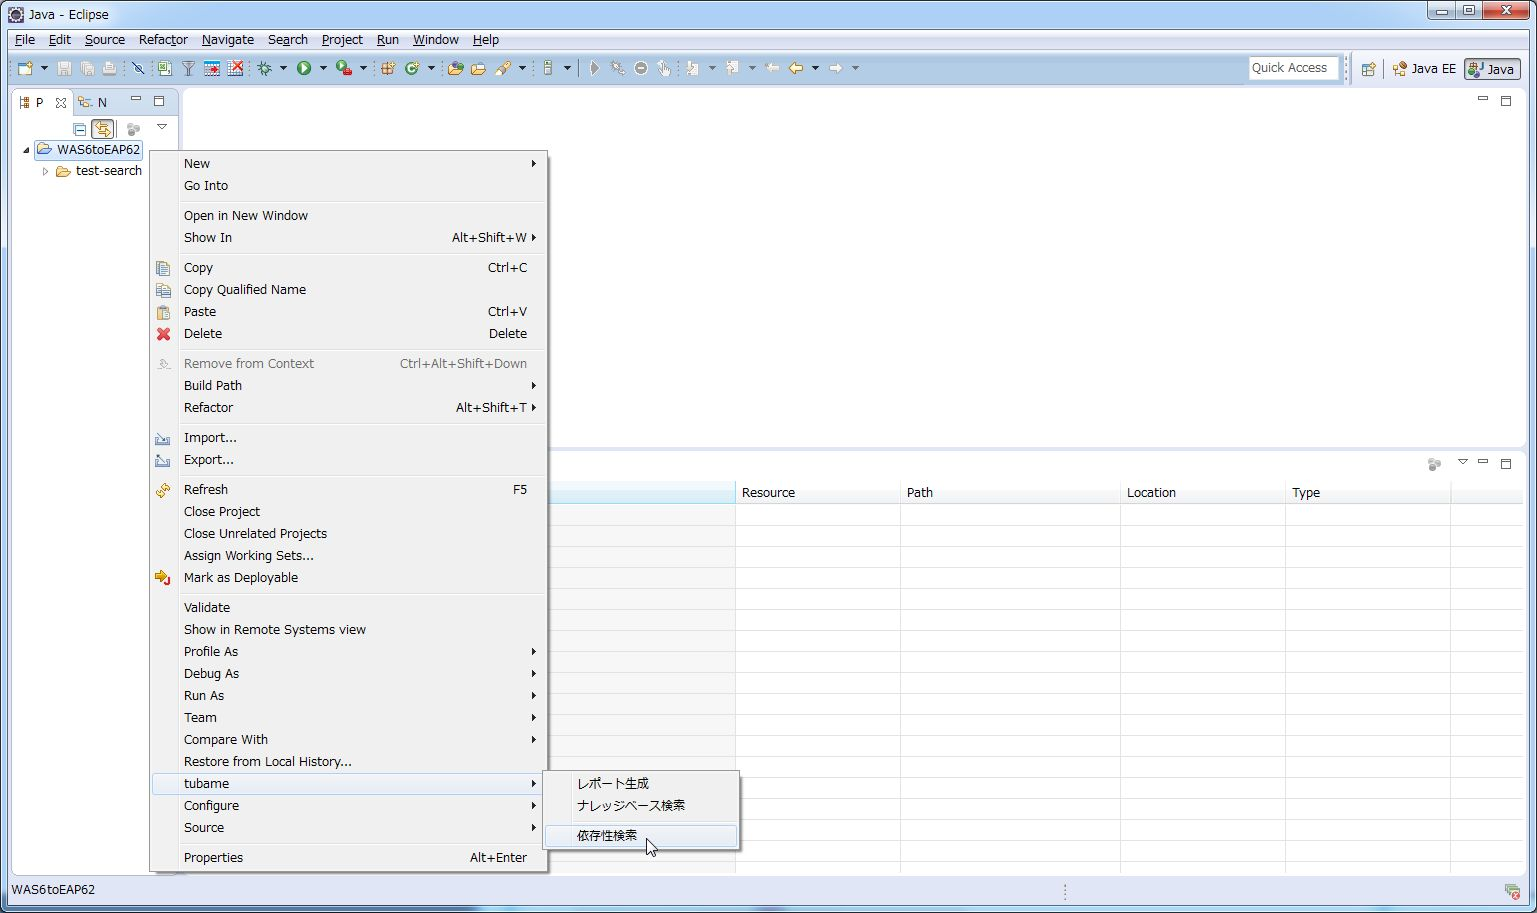 Java - Eclipse
File Edit Source Refactor Navigate Search Project Run Window Help
Quick Access
Java EE
Java
P
N
WAS6toEAP62
test-search
New
Go Into
Open in New Window
Show In Alt+Shift+W
Copy Ctrl+C
Copy Qualified Name
Paste Ctrl+V
Delete Delete
Remove from Context Ctrl+Alt+Shift+Down
Build Path
Refactor Alt+Shift+T
Import...
Export...
Refresh F5
Close Project
Close Unrelated Projects
Assign Working Sets...
Mark as Deployable
Validate
Show in Remote Systems view
Profile As
Debug As
Run As
Team
Compare With
Restore from Local History...
tubame
Configure
Source
Properties Alt+Enter
レポート生成
ナレッジベース検索
依存性検索
Resource Path Location Type
WAS6toEAP62